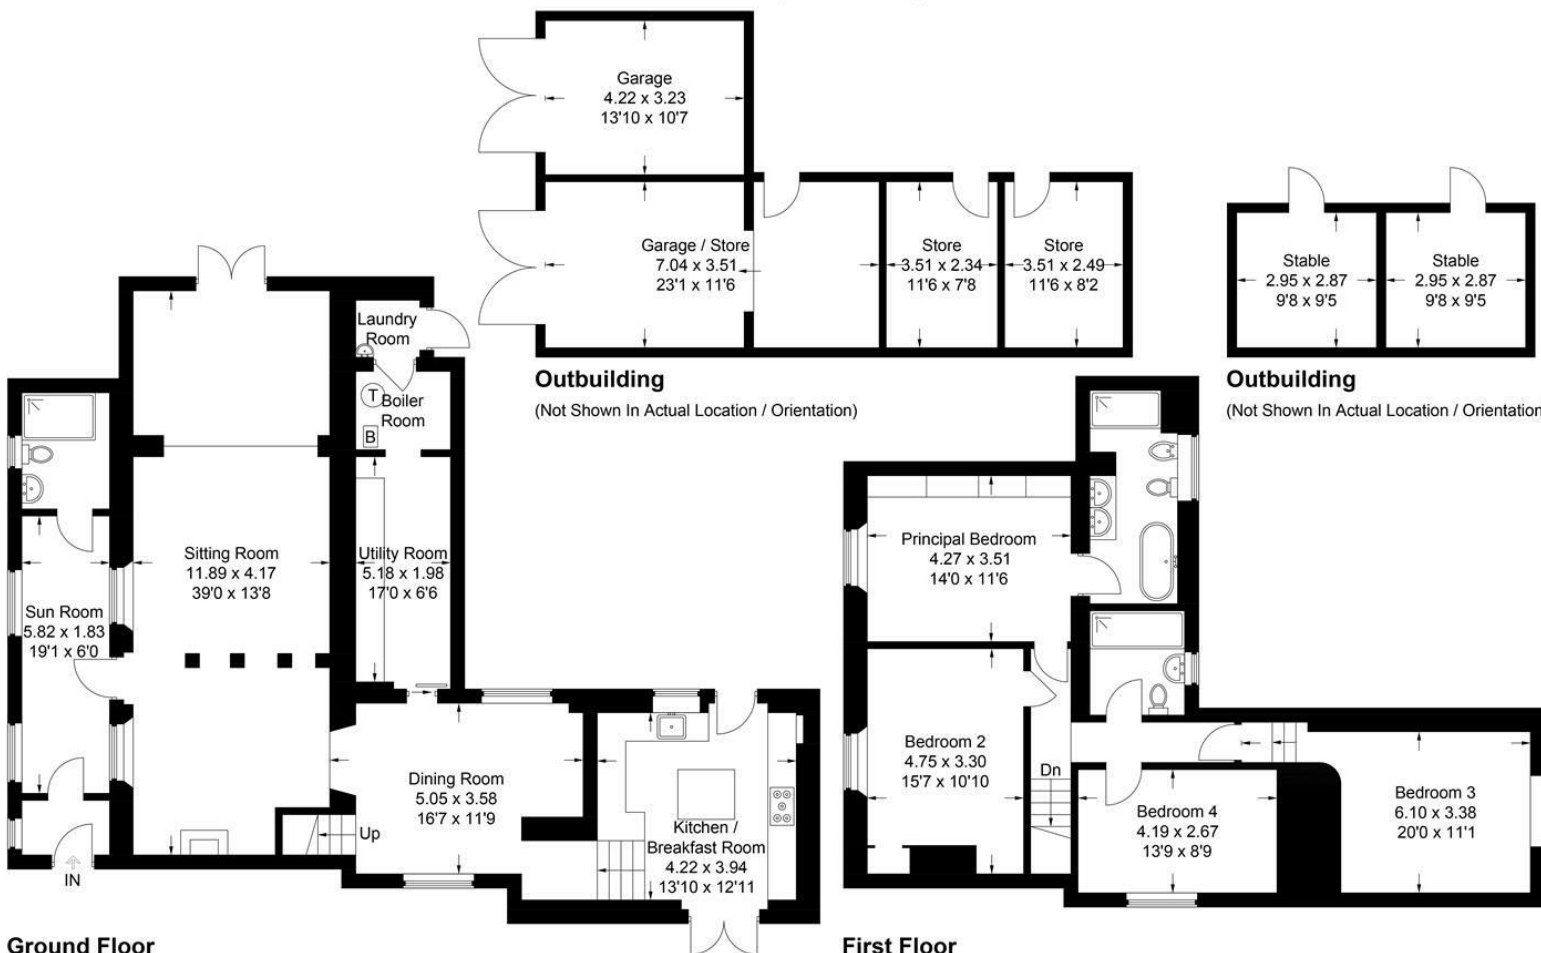 Garage
4.22 x 3.23
13'10 x 10'7
Garage / Store
7.04 x 3.51
23'1 x 11'6
Store
3.51 x 2.34
11'6 x 7'8
Store
3.51 x 2.49
11'6 x 8'2
Stable
2.95 x 2.87
9'8 x 9'5
Stable
2.95 x 2.87
9'8 x 9'5
Outbuilding
(Not Shown In Actual Location / Orientation)
Outbuilding
(Not Shown In Actual Location / Orientation
Laundry
Room
T
Boiler
Room
B
Sitting Room
11.89 x 4.17
39'0 x 13'8
Utility Room
5.18 x 1.98
17'0 x 6'6
Sun Room
5.82 x 1.83
19'1 x 6'0
Dining Room
5.05 x 3.58
16'7 x 11'9
Up
Kitchen /
Breakfast Room
4.22 x 3.94
13'10 x 12'11
IN
Ground Floor
Principal Bedroom
4.27 x 3.51
14'0 x 11'6
Bedroom 2
4.75 x 3.30
15'7 x 10'10
Dn
Bedroom 4
4.19 x 2.67
13'9 x 8'9
Bedroom 3
6.10 x 3.38
20'0 x 11'1
First Floor